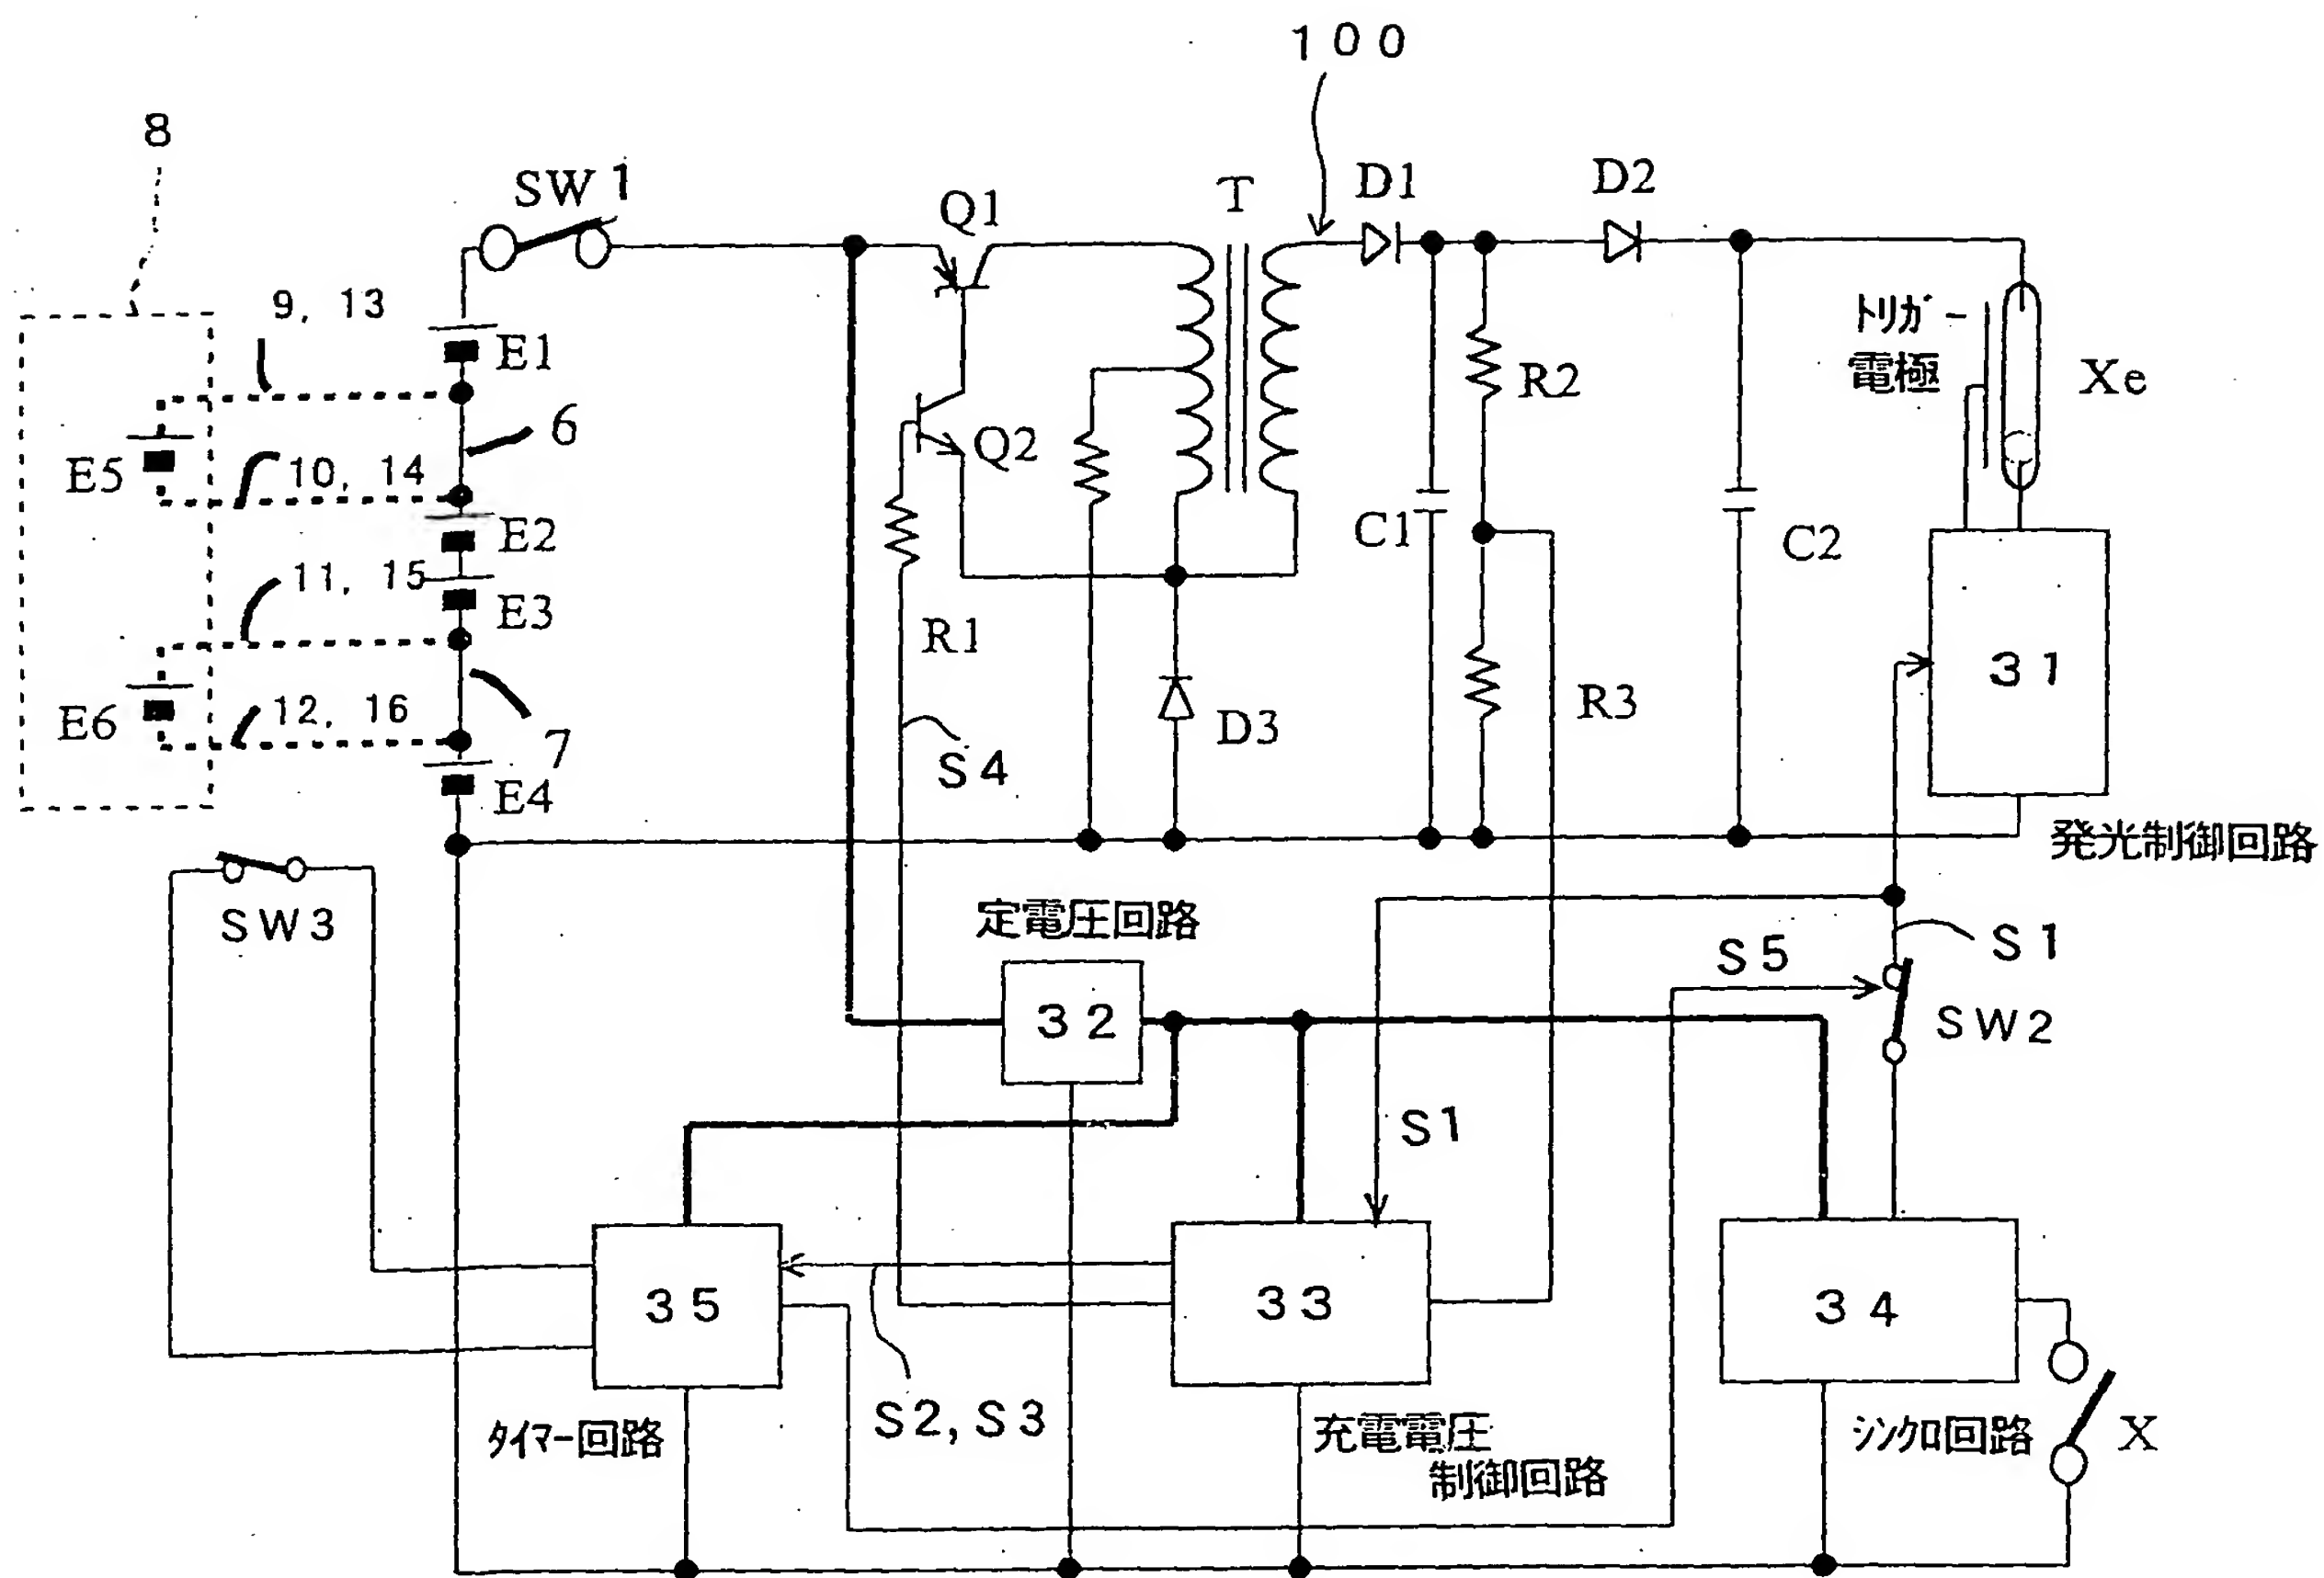 100
8
SW1
Q1
T
D1
D2
9, 13
E1
トリガー
電極
Xe
R2
6
E5
10, 14
Q2
E2
C1
C2
11, 15
E3
R1
31
R3
E6
12, 16
7
D3
S4
E4
発光制御回路
SW3
定電圧回路
S1
S5
32
SW2
S1
35
33
34
S2, S3
タイマー回路
充電電圧
制御回路
シンクロ回路
X